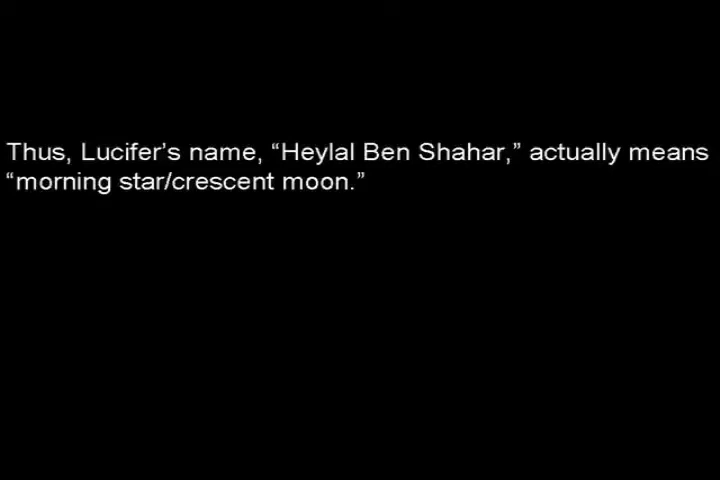 Thus, Lucifer’s name, “Heylal Ben Shahar,” actually means
“morning star/crescent moon.”